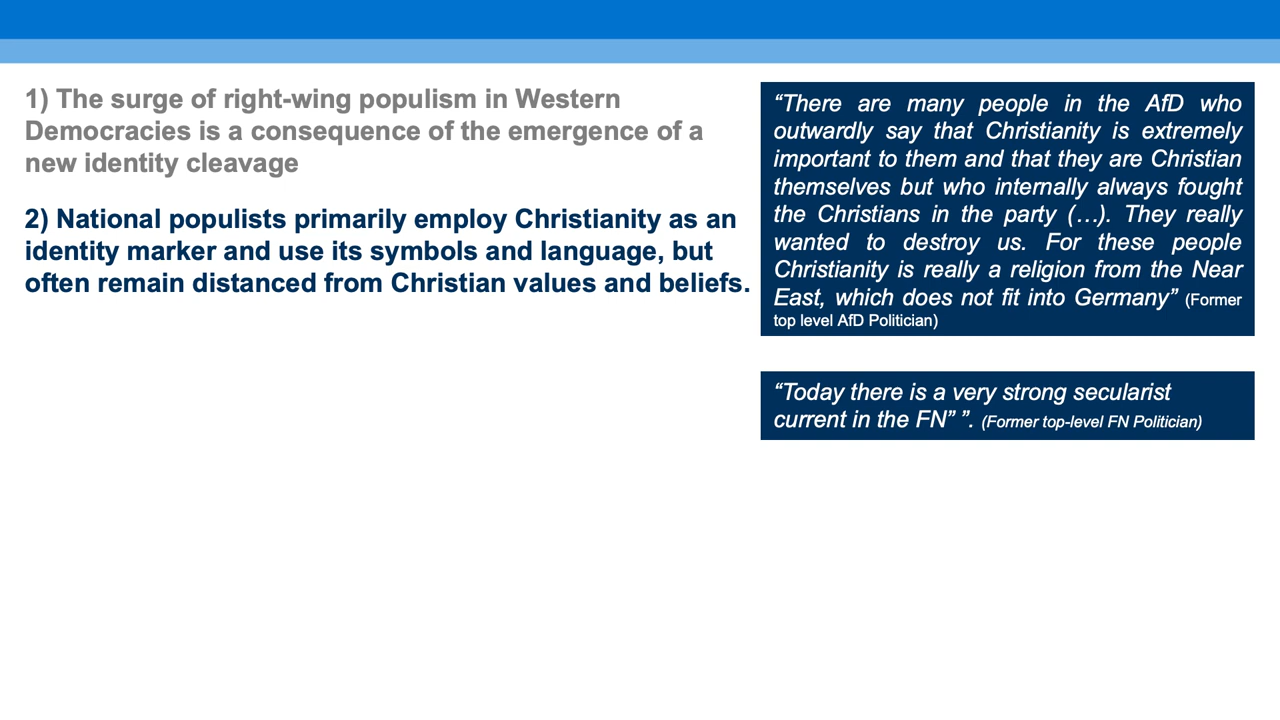 1) The surge of right-wing populism in Western
Democracies is a consequence of the emergence of a
new identity cleavage
2) National populists primarily employ Christianity as an
identity marker and use its symbols and language, but
often remain distanced from Christian values and beliefs.
“There are many people in the AfD who
outwardly say that Christianity is extremely
important to them and that they are Christian
themselves but who internally always fought
the Christians in the party (…). They really
wanted to destroy us. For these people
Christianity is really a religion from the Near
East, which does not fit into Germany” (Former
top level AfD Politician)
“Today there is a very strong secularist
current in the FN” ”. (Former top-level FN Politician)